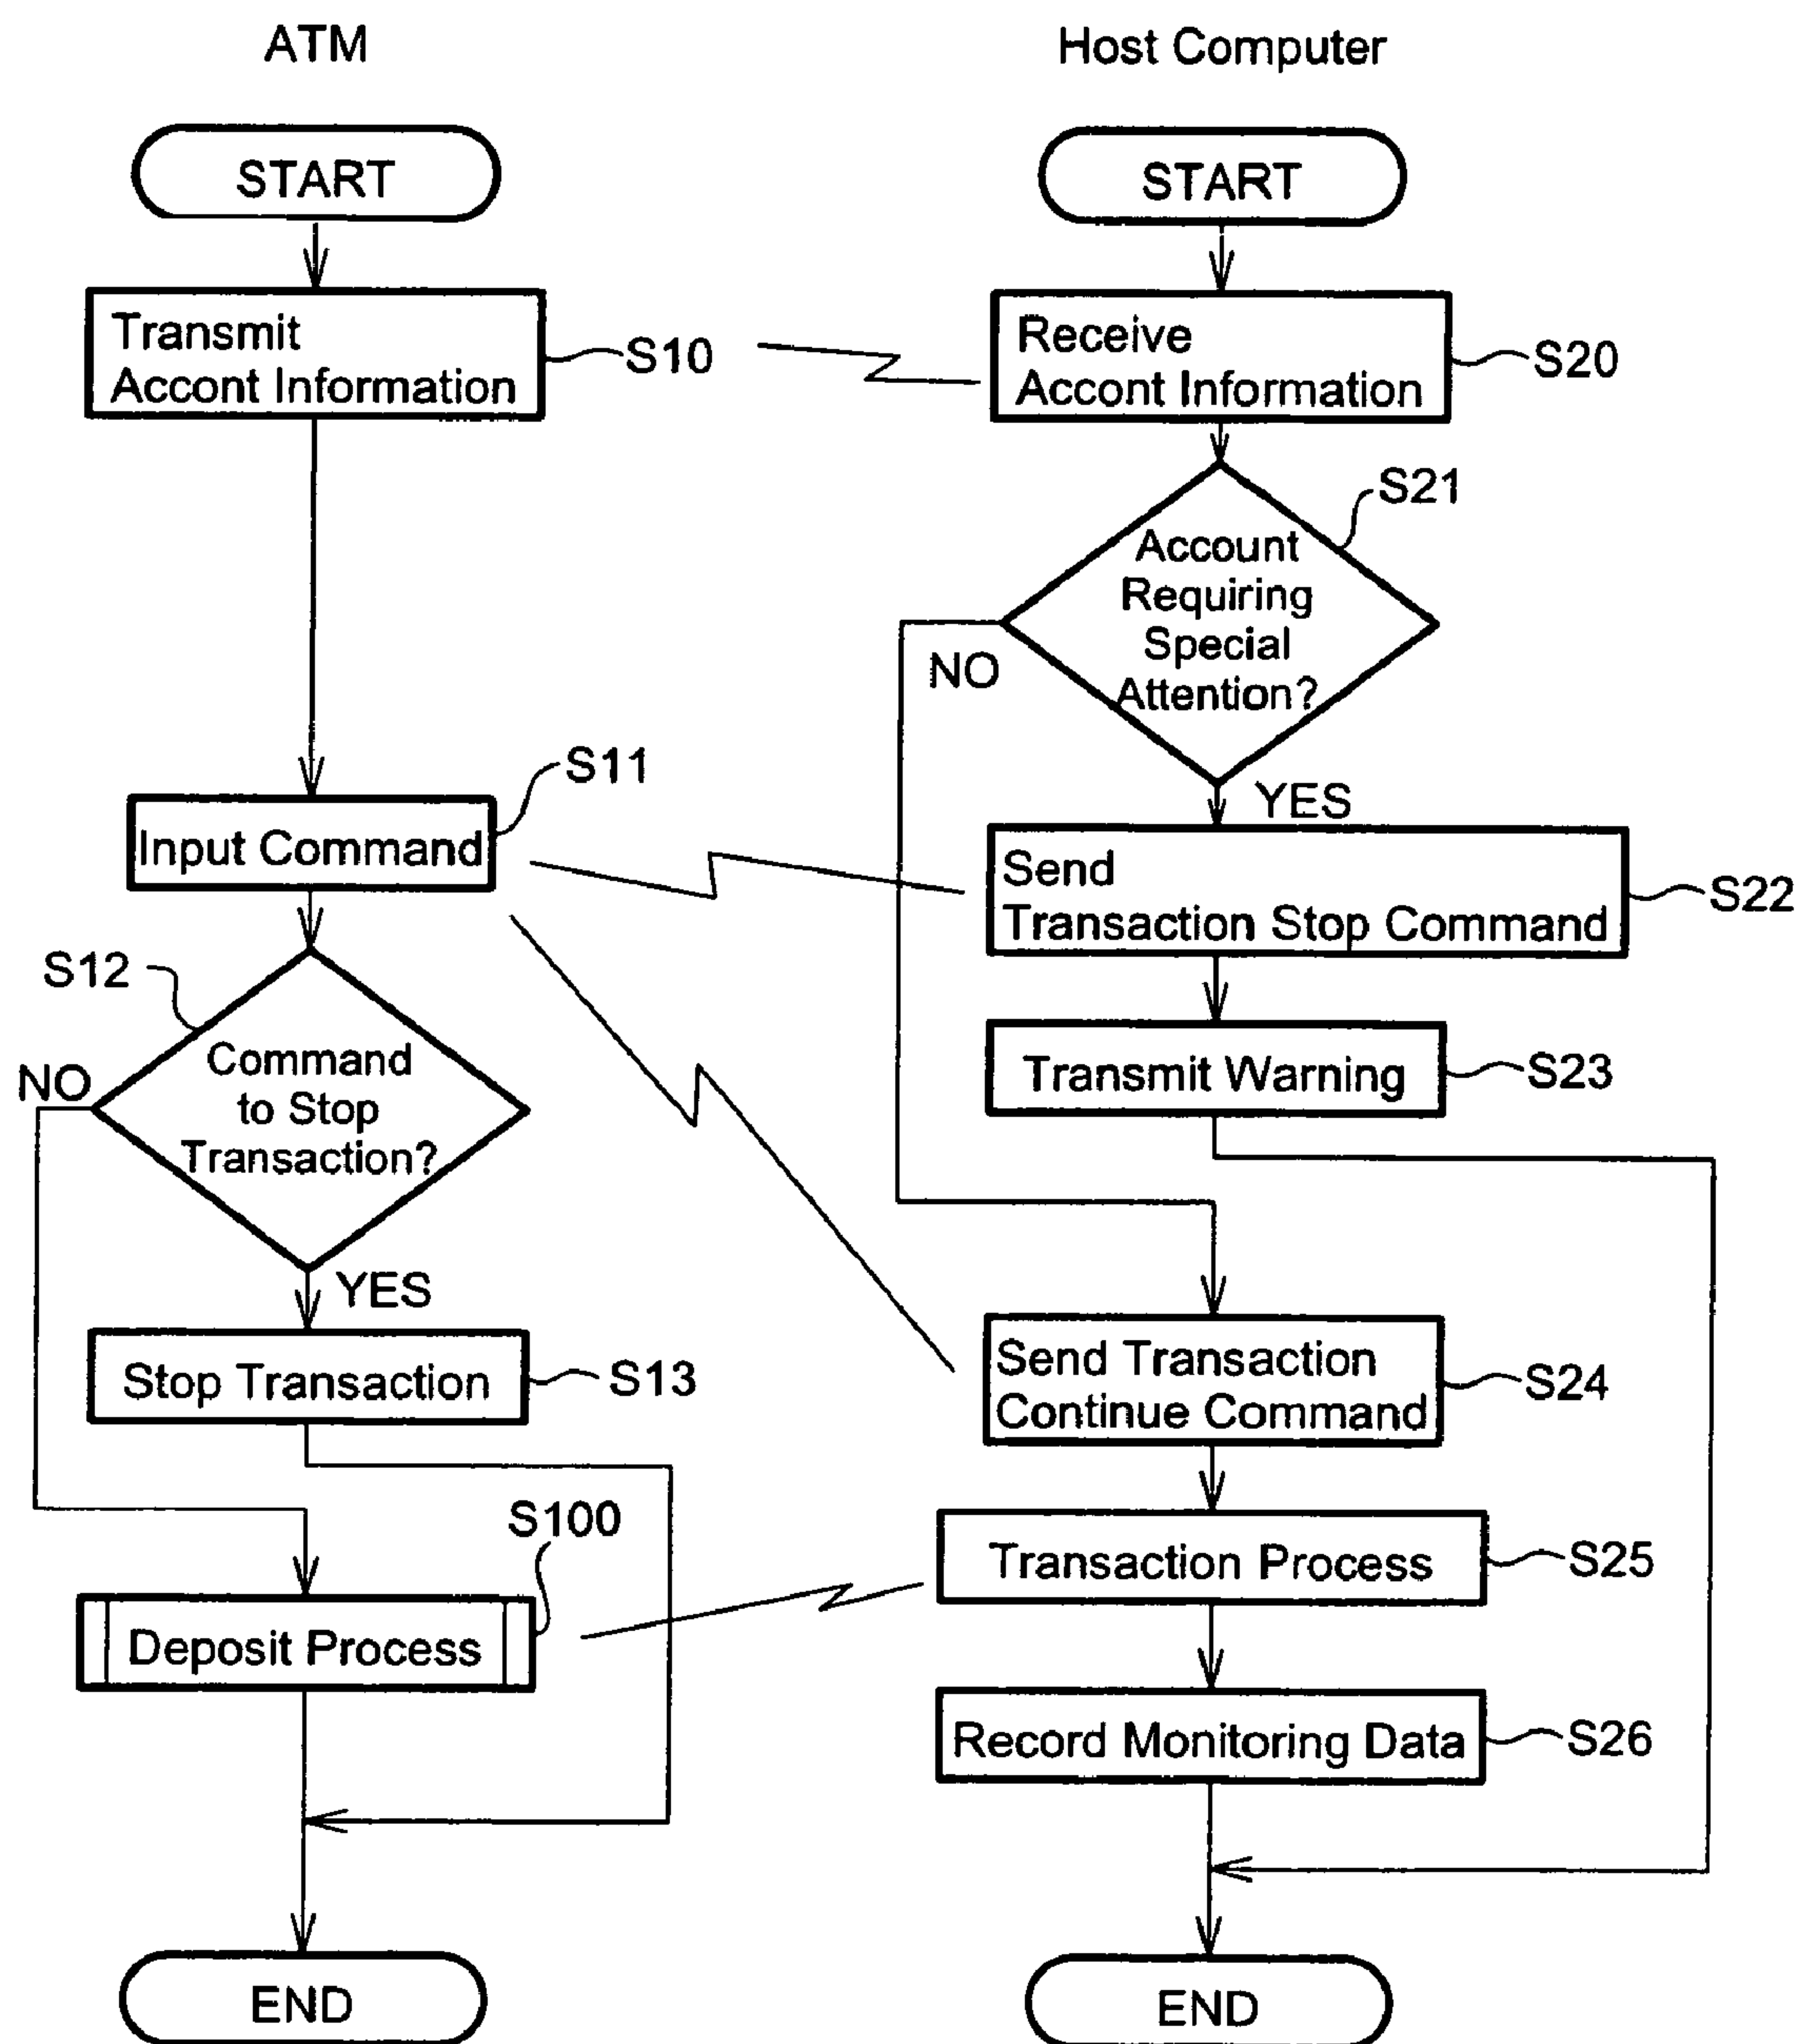 ATM
START
Transmit
Accont Information
S10
S11
Input Command
S12
NO
Command
to Stop
Transaction?
YES
Stop Transaction
S13
S100
Deposit Process
END
Host Computer
START
Receive
Accont Information
S20
S21
Account
Requiring
Special
Attention?
NO
YES
Send
Transaction Stop Command
S22
Transmit Warning
S23
Send Transaction
Continue Command
S24
Transaction Process
S25
Record Monitoring Data
S26
END